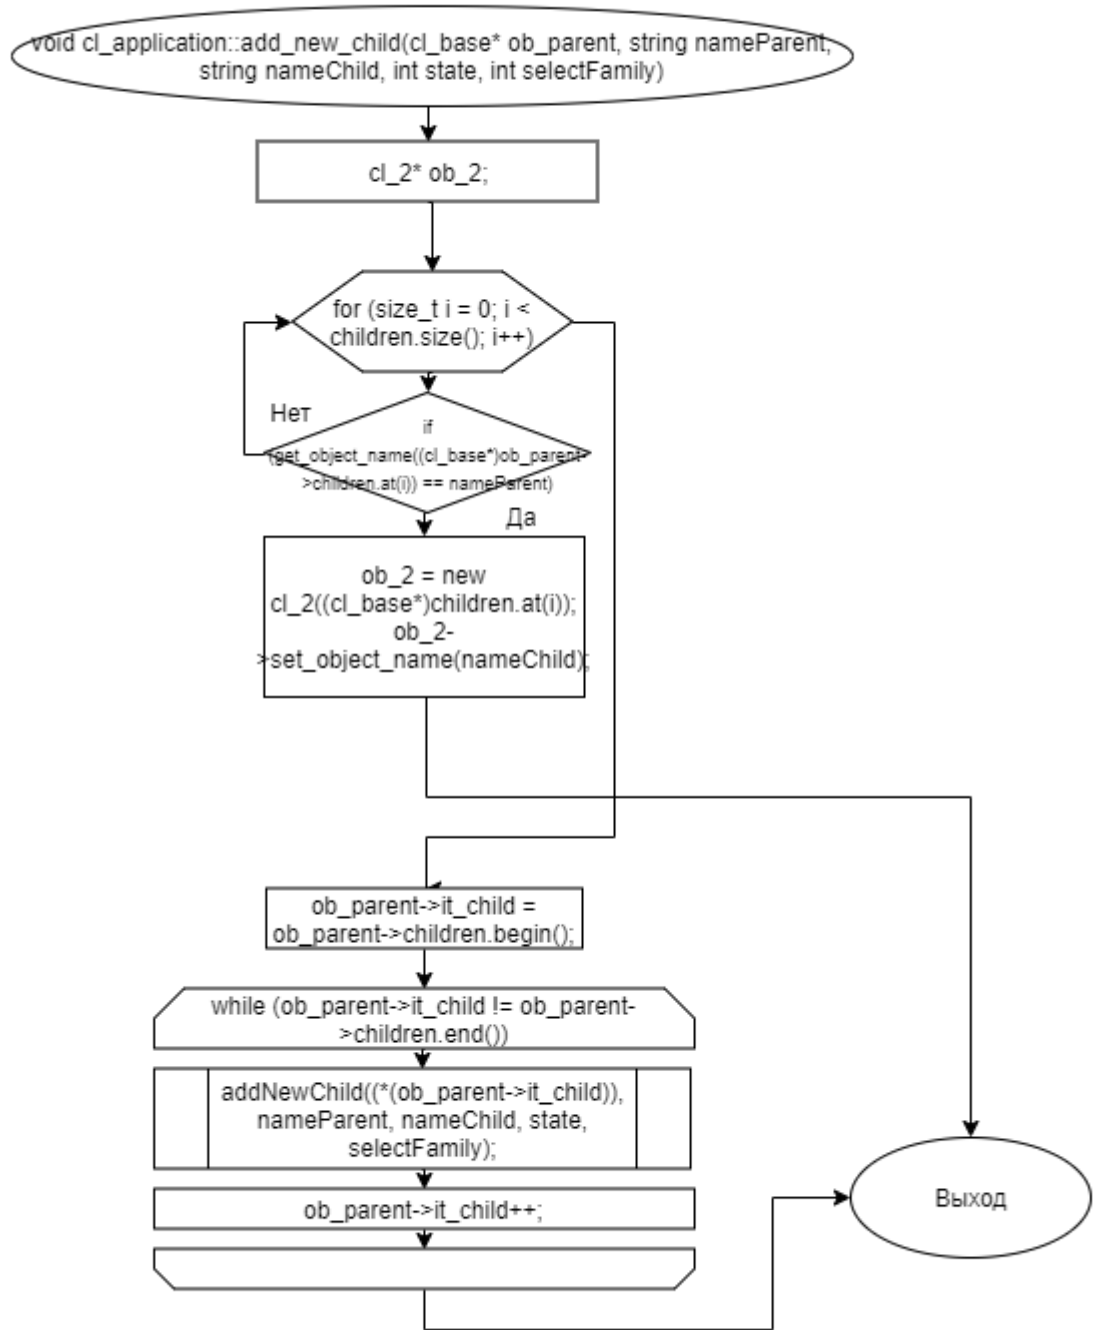 void cl_application::add_new_child(cl_base* ob_parent, string nameParent,
string nameChild, int state, int selectFamily)
cl_2* ob_2;
for (size_t i = 0; i <
children.size(); i++)
Нет
if
(get_object_name((cl_base*)ob_parent-
>children.at(i)) == nameParent)
Да
ob_2 = new
cl_2((cl_base*)children.at(i));
ob_2-
>set_object_name(nameChild);
ob_parent->it_child =
ob_parent->children.begin();
while (ob_parent->it_child != ob_parent-
>children.end())
addNewChild((*(ob_parent->it_child)),
nameParent, nameChild, state,
selectFamily);
ob_parent->it_child++;
Выход